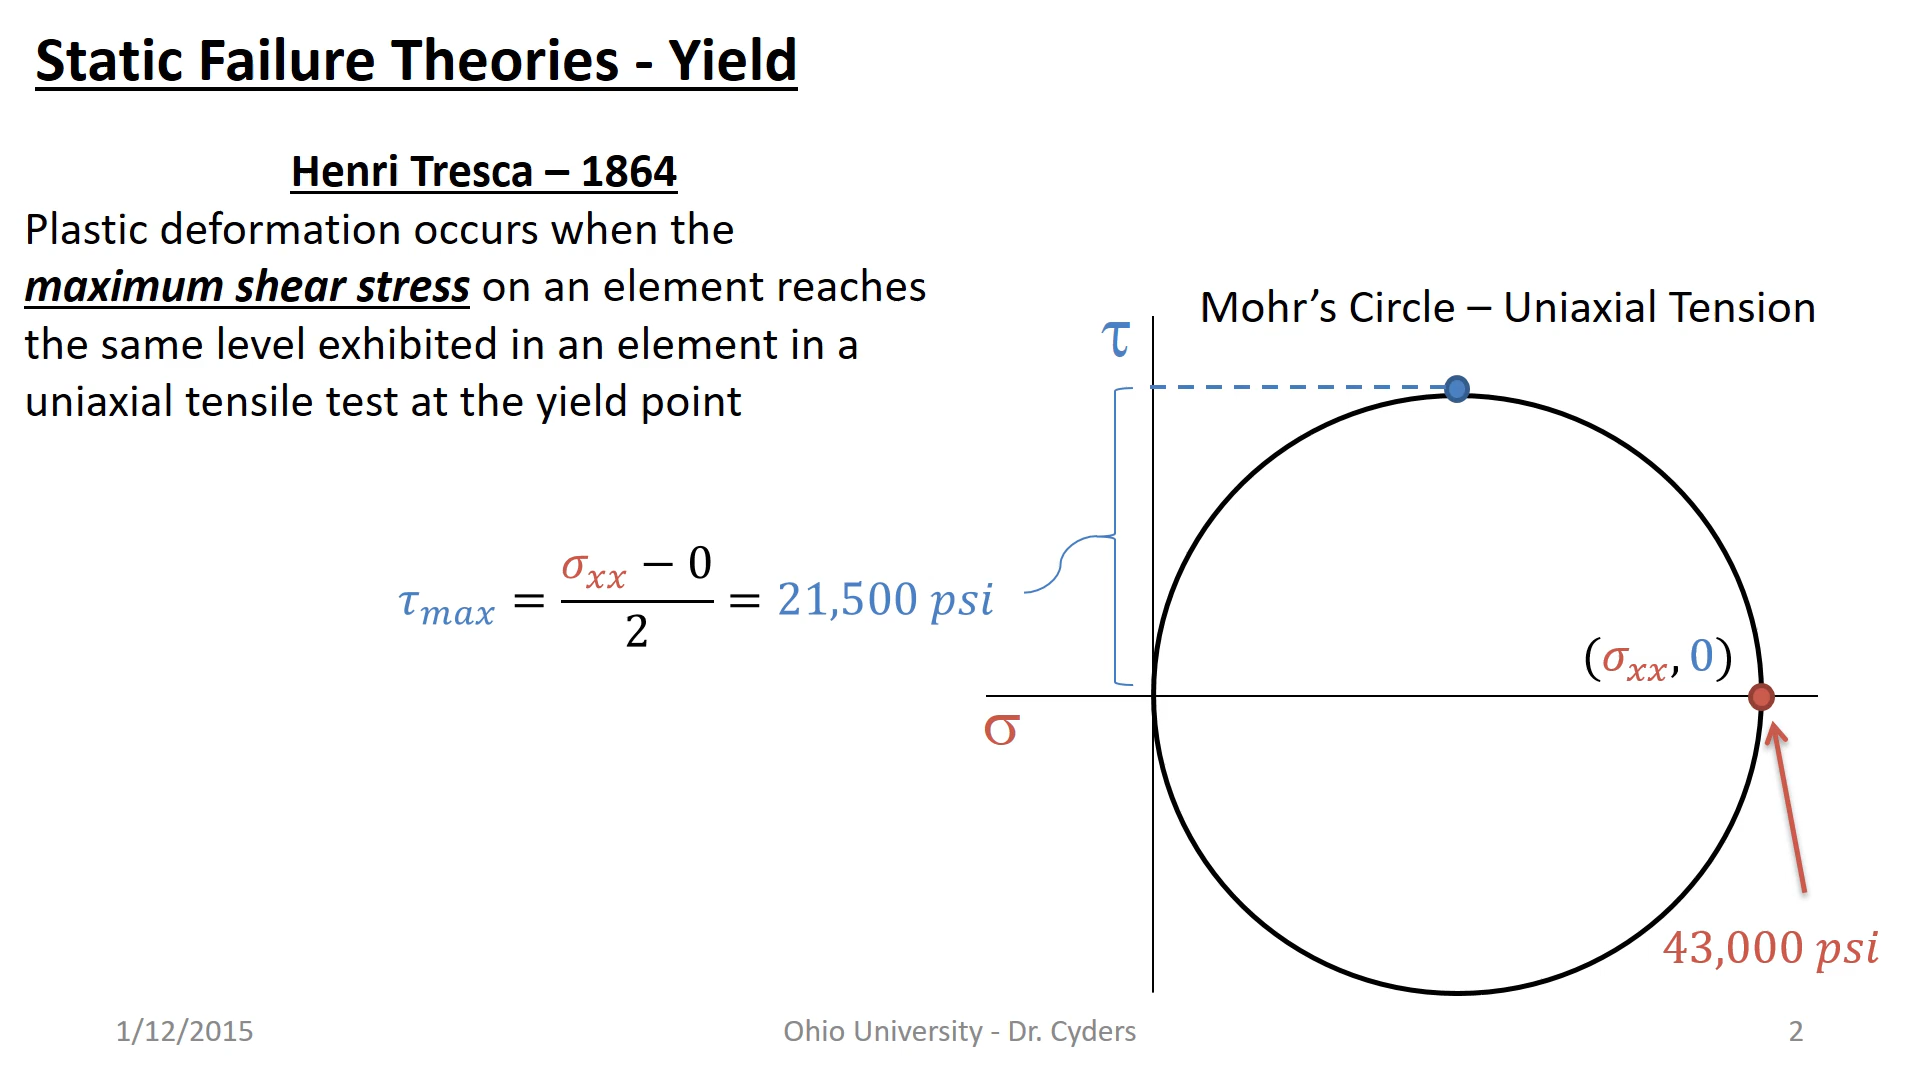 Static Failure Theories - Yield
Henri Tresca – 1864
Plastic deformation occurs when the
maximum shear stress on an element reaches
the same level exhibited in an element in a
uniaxial tensile test at the yield point
Mohr’s Circle – Uniaxial Tension
τ
τ_max = (σ_xx − 0)/2 = 21,500 psi
(σ_xx, 0)
σ
43,000 psi
1/12/2015
Ohio University - Dr. Cyders
2